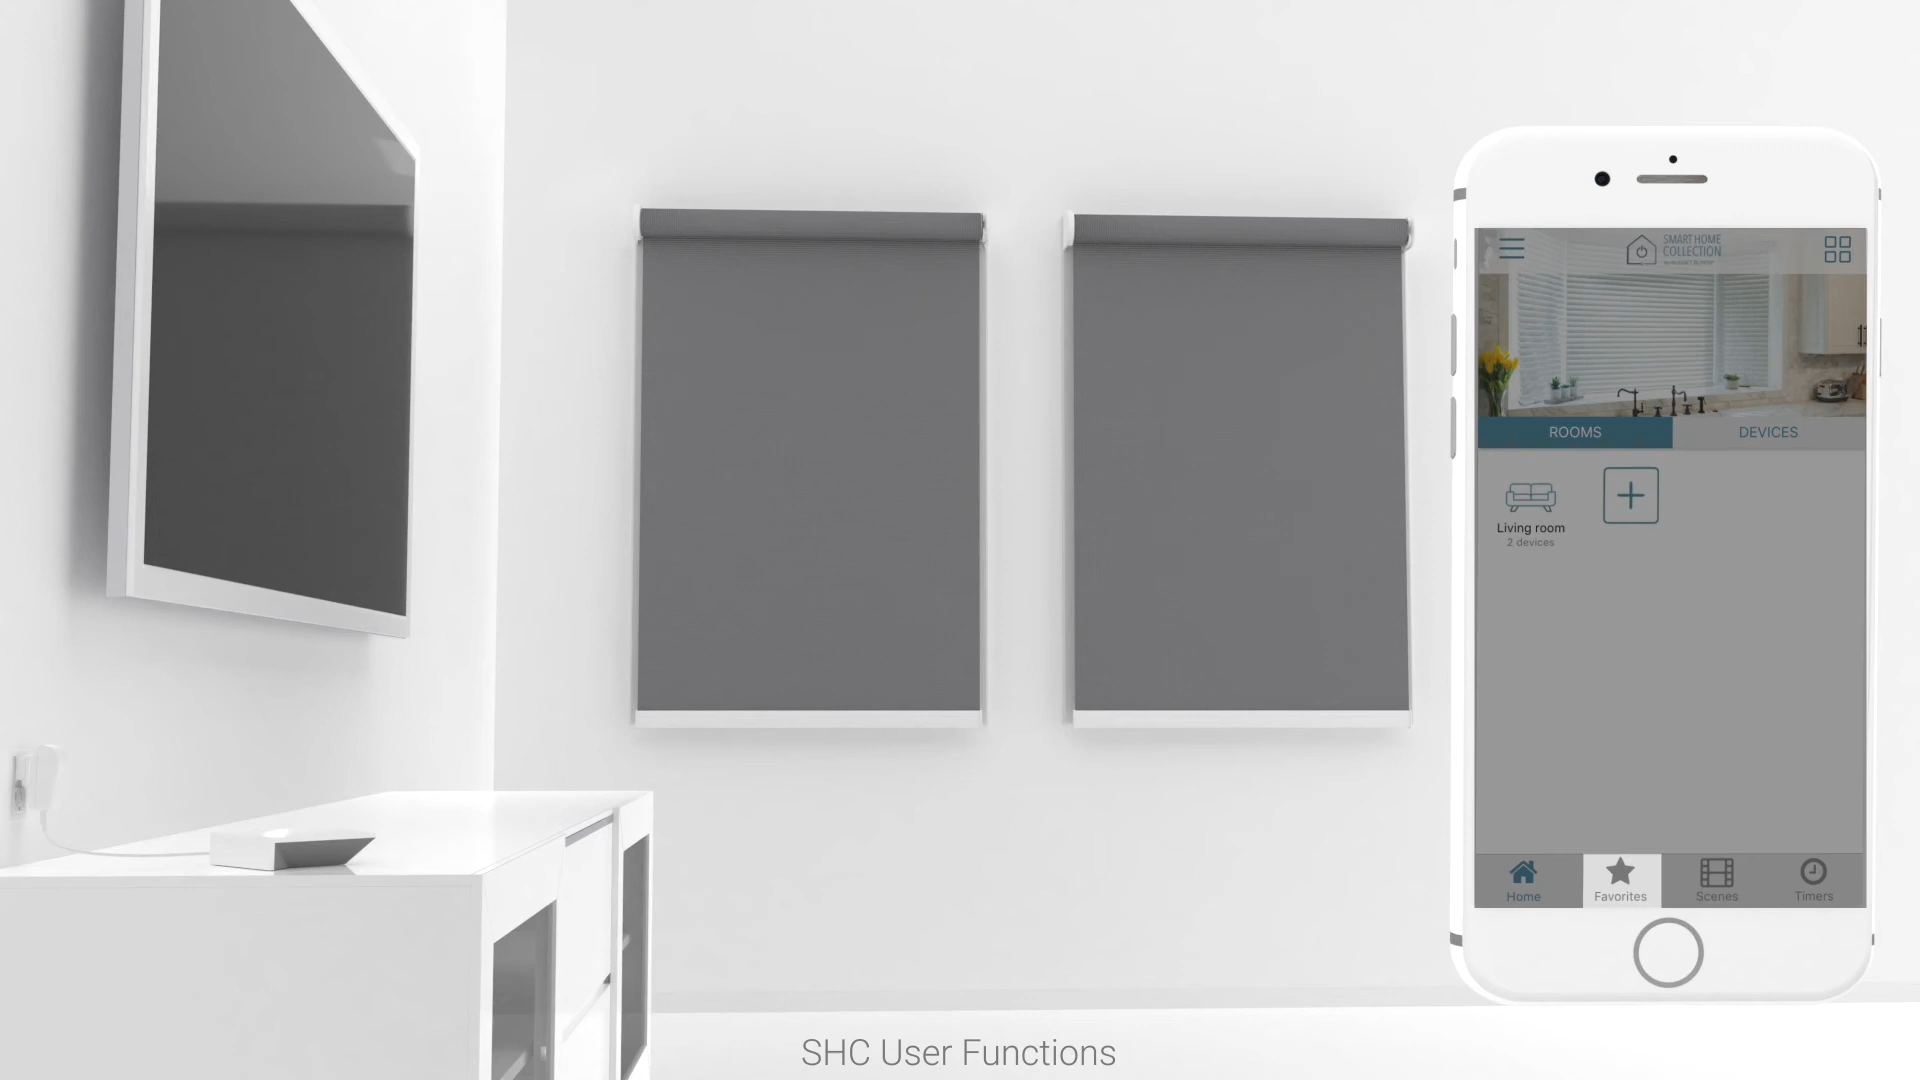 SMART HOME
COLLECTION
ROOMS
DEVICES
Living room
2 devices
Home
Favorites
Scenes
Timers
SHC User Functions